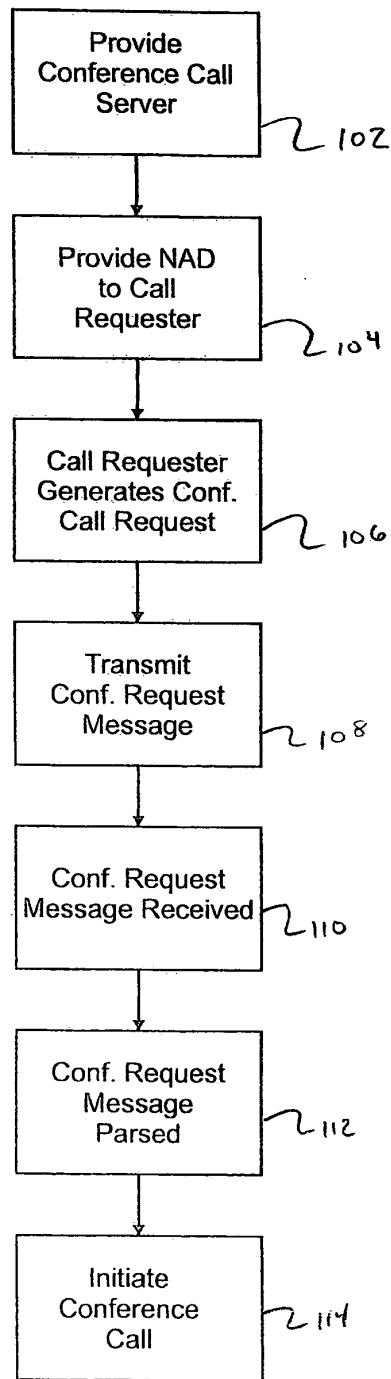 Provide
Conference Call
Server
102
Provide NAD
to Call
Requester
104
Call Requester
Generates Conf.
Call Request
106
Transmit
Conf. Request
Message
108
Conf. Request
Message Received
110
Conf. Request
Message
Parsed
112
Initiate
Conference
Call
114